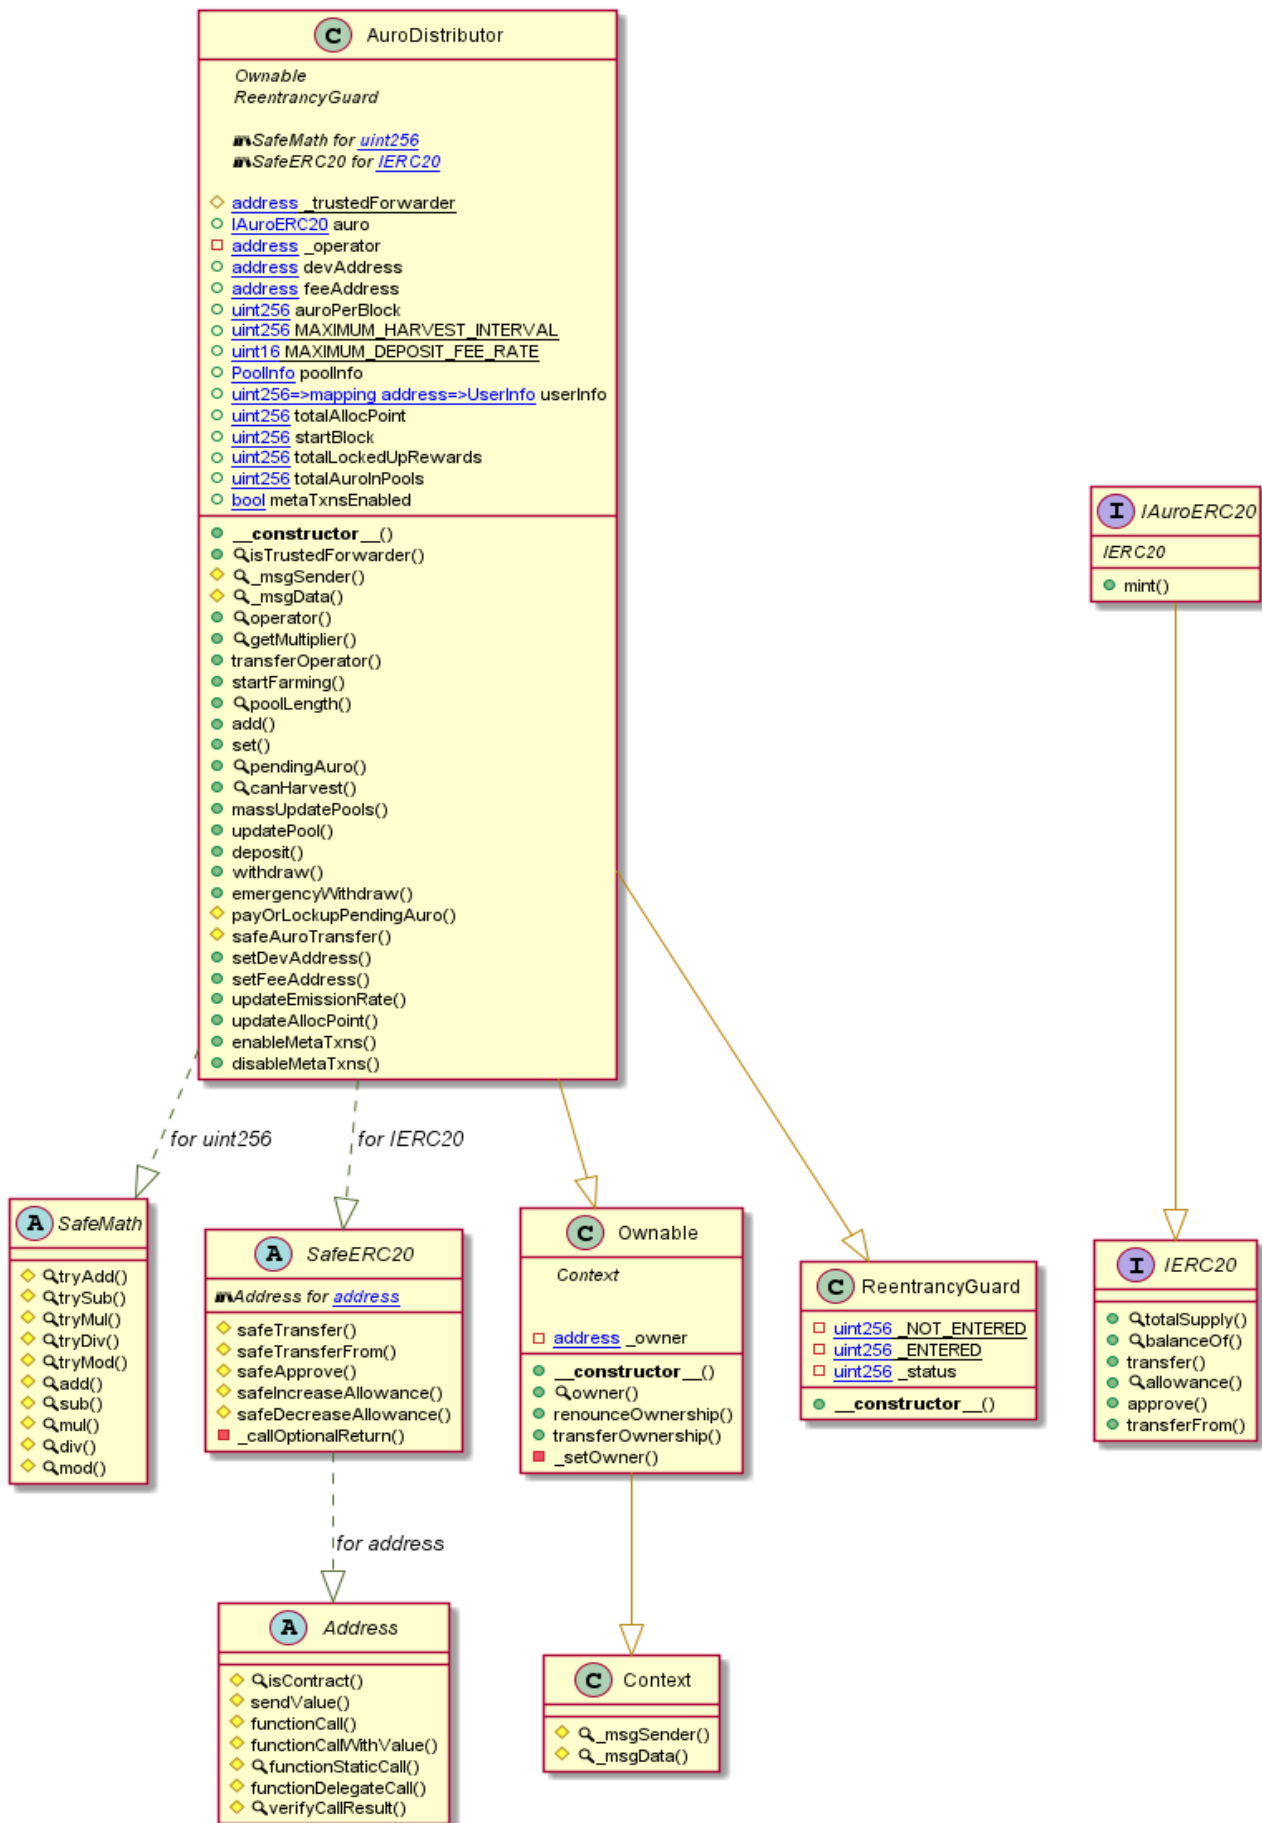 C AuroDistributor
Ownable
ReentrancyGuard
SafeMath for uint256
SafeERC20 for IERC20
address _trustedForwarder
IAuroERC20 auro
address _operator
address devAddress
address feeAddress
uint256 auroPerBlock
uint256 MAXIMUM_HARVEST_INTERVAL
uint16 MAXIMUM_DEPOSIT_FEE_RATE
PoolInfo poolInfo
uint256=>mapping address=>UserInfo userInfo
uint256 totalAllocPoint
uint256 startBlock
uint256 totalLockedUpRewards
uint256 totalAuroInPools
bool metaTxnsEnabled
__constructor__()
isTrustedForwarder()
_msgSender()
_msgData()
operator()
getMultiplier()
transferOperator()
startFarming()
poolLength()
add()
set()
pendingAuro()
canHarvest()
massUpdatePools()
updatePool()
deposit()
withdraw()
emergencyWithdraw()
payOrLockupPendingAuro()
safeAuroTransfer()
setDevAddress()
setFeeAddress()
updateEmissionRate()
updateAllocPoint()
enableMetaTxns()
disableMetaTxns()
I IAuroERC20
IERC20
mint()
for uint256
for IERC20
A SafeMath
tryAdd()
trySub()
tryMul()
tryDiv()
tryMod()
add()
sub()
mul()
div()
mod()
A SafeERC20
Address for address
safeTransfer()
safeTransferFrom()
safeApprove()
safeIncreaseAllowance()
safeDecreaseAllowance()
_callOptionalReturn()
C Ownable
Context
address _owner
__constructor__()
owner()
renounceOwnership()
transferOwnership()
_setOwner()
C ReentrancyGuard
uint256 _NOT_ENTERED
uint256 _ENTERED
uint256 _status
__constructor__()
I IERC20
totalSupply()
balanceOf()
transfer()
allowance()
approve()
transferFrom()
for address
A Address
isContract()
sendValue()
functionCall()
functionCallWithValue()
functionStaticCall()
functionDelegateCall()
verifyCallResult()
C Context
_msgSender()
_msgData()